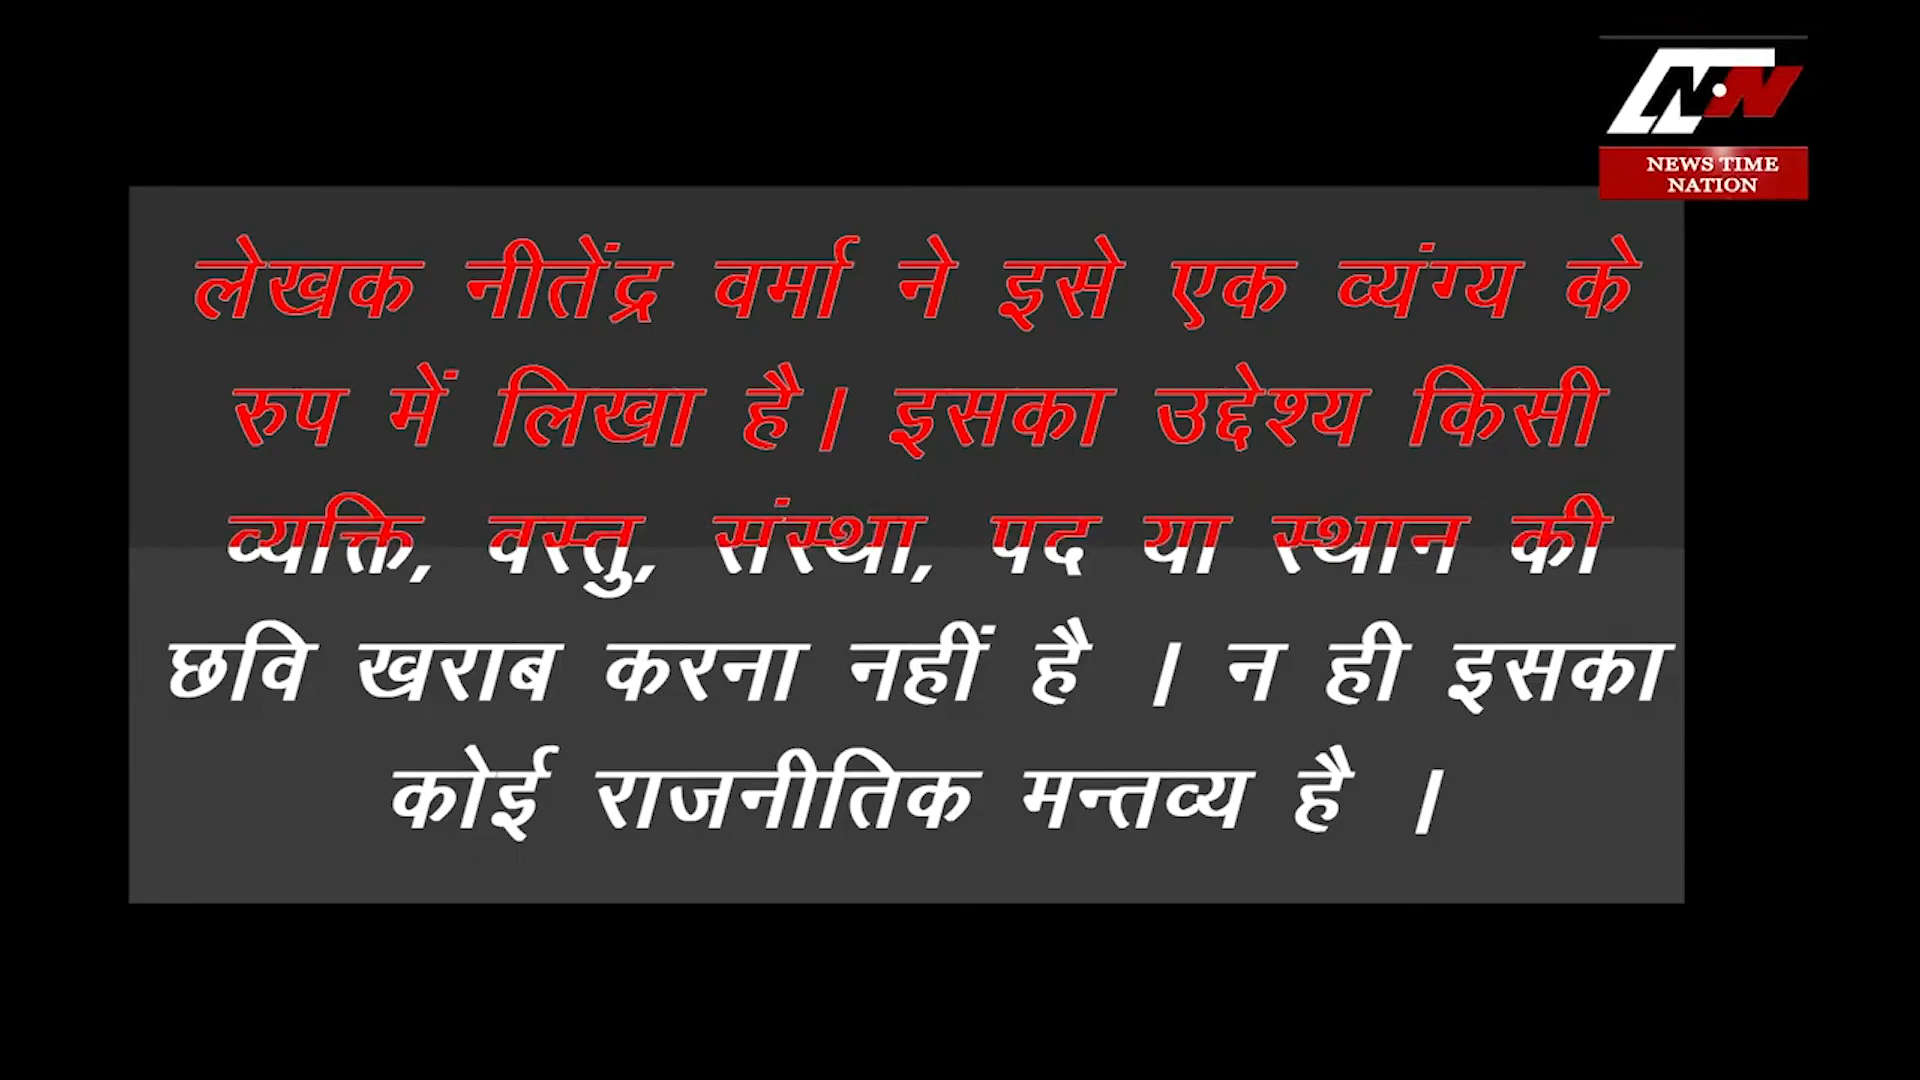 NEWS TIME
NATION
लेखक नीतेंद्र वर्मा ने इसे एक व्यंग्य के
रुप में लिखा है। इसका उद्देश्य किसी
व्यक्ति, वस्तु, संस्था, पद या स्थान की
छवि खराब करना नहीं है । न ही इसका
कोई राजनीतिक मन्तव्य है ।